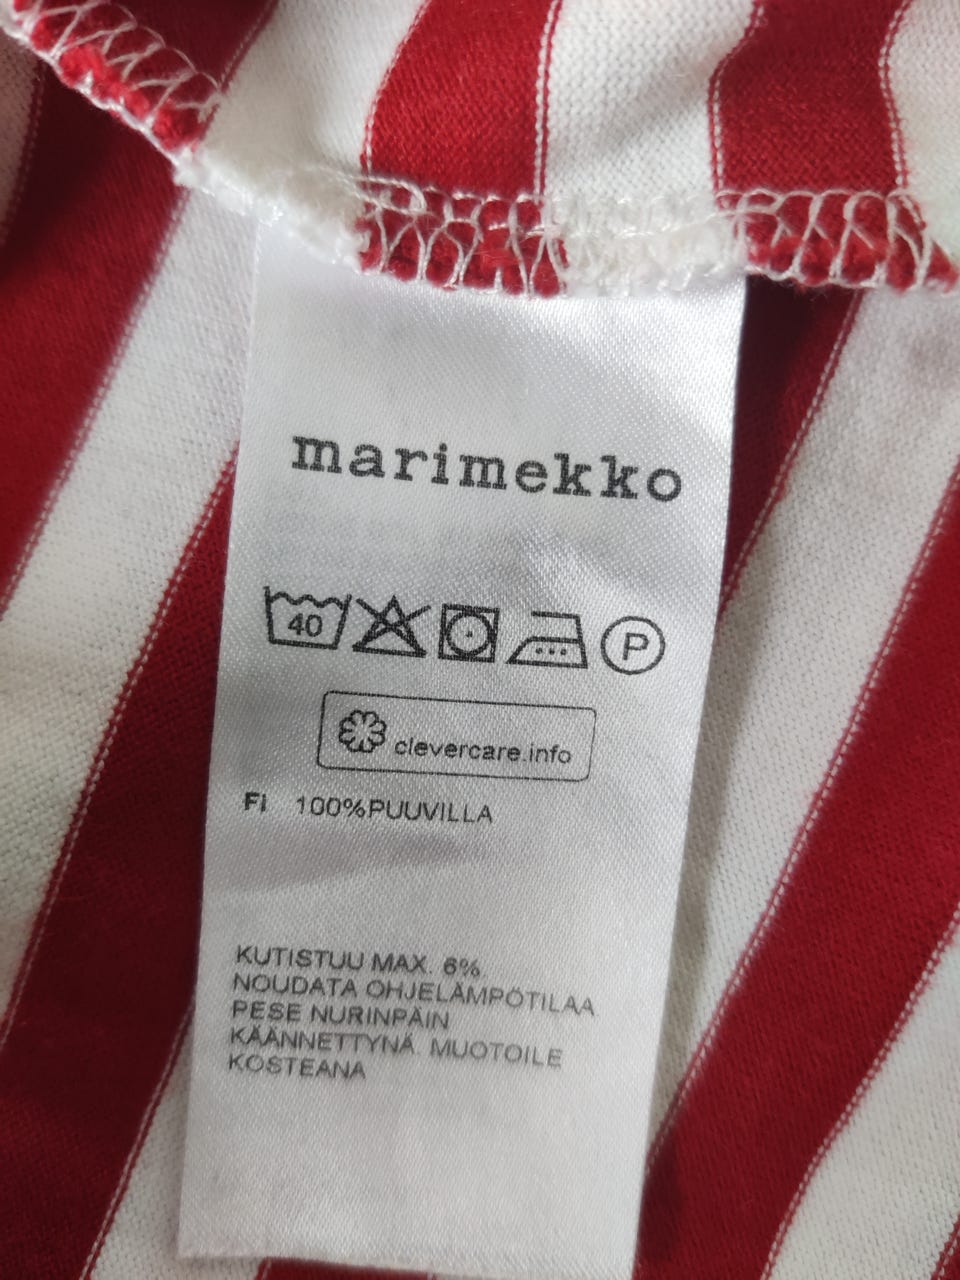 marimekko
40
P
clevercare.info
FI 100%PUUVILLA
KUTISTUU MAX. 6%
NOUDATA OHJELÄMPÖTILAA
PESE NURINPÄIN
KÄÄNNETTYNÄ. MUOTOILE
KOSTEANA